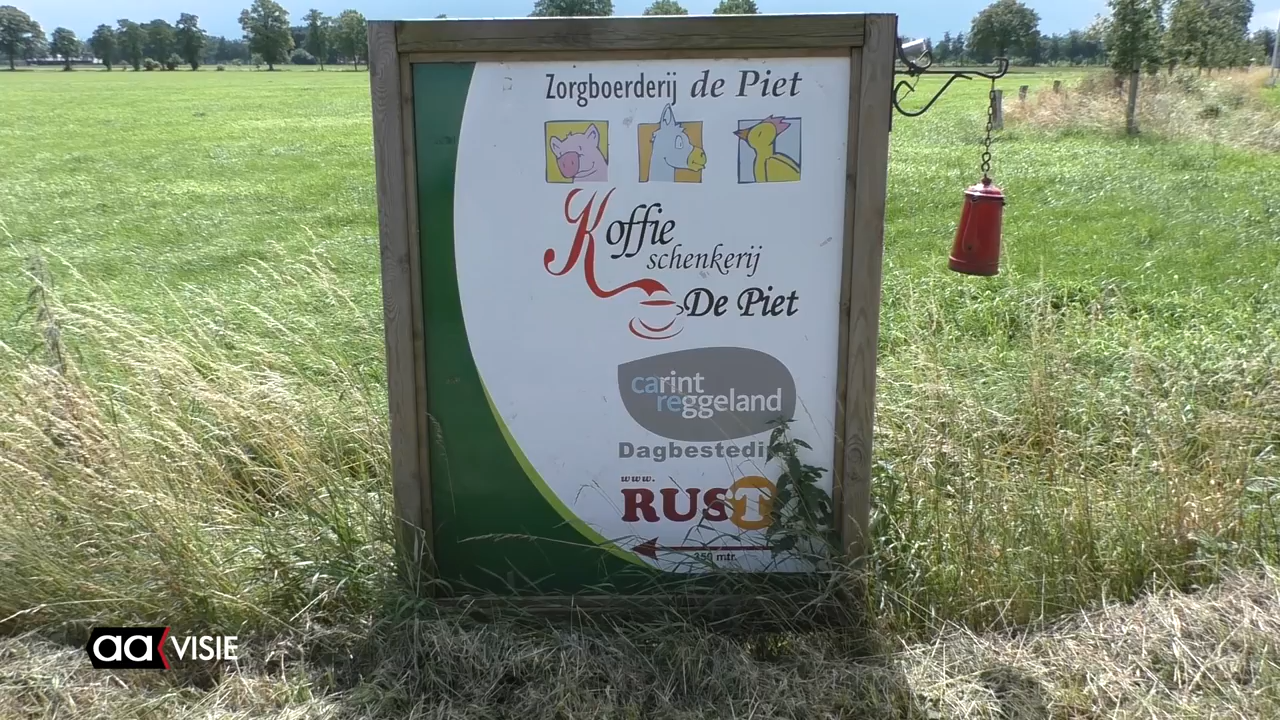 Zorgboerderij de Piet
Koffie
schenkerij
De Piet
carint
reggeland
www.
RUST
350 mtr.
aa VISIE